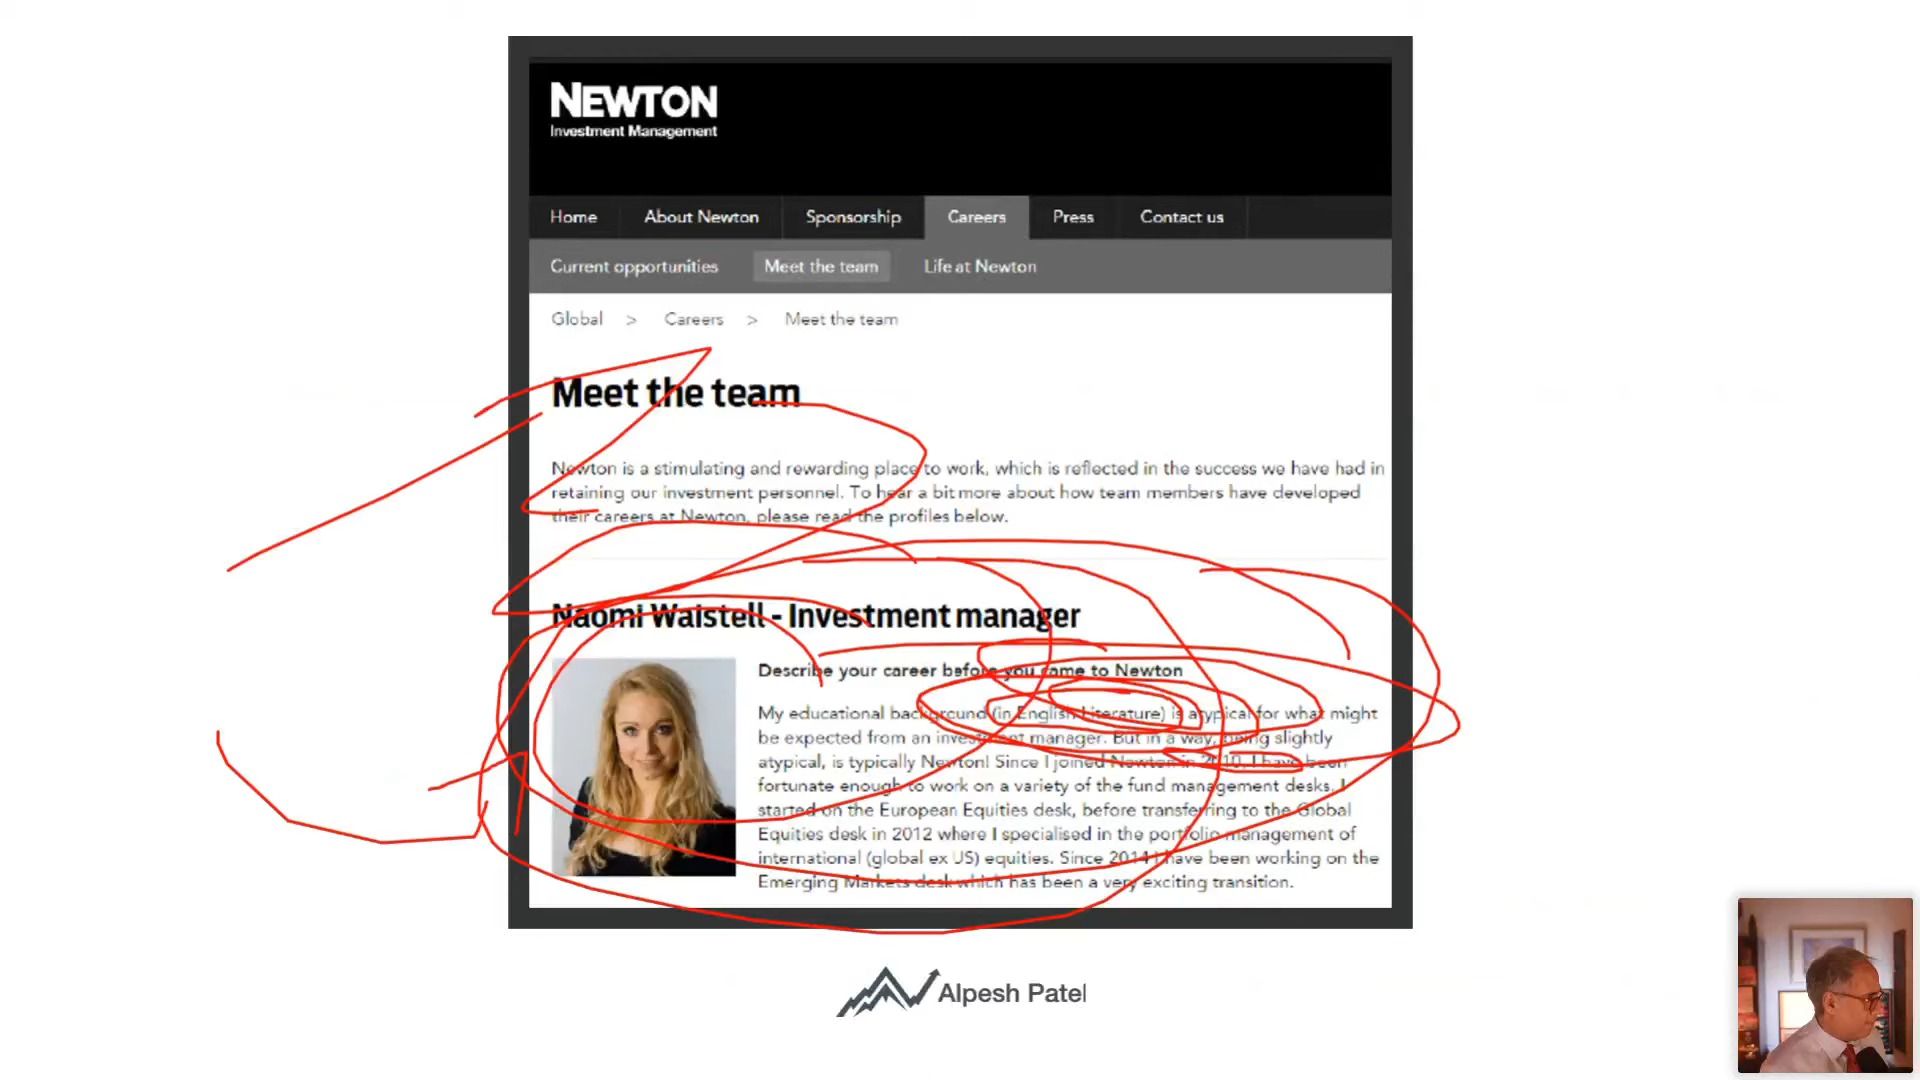 NEWTON
Investment Management
Home About Newton Sponsorship Careers Press Contact us
Current opportunities Meet the team Life at Newton
Global > Careers > Meet the team
Meet the team
Newton is a stimulating and rewarding place to work, which is reflected in the success we have had in
retaining our investment personnel. To hear a bit more about how team members have developed
their careers at Newton, please read the profiles below.
Naomi Waistell - Investment manager
Describe your career before you came to Newton
My educational background (in English Literature) is atypical for what might
be expected from an investment manager. But in a way, being slightly
atypical, is typically Newton! Since I joined Newton in 2010, I have been
fortunate enough to work on a variety of the fund management desks. I
started on the European Equities desk, before transferring to the Global
Equities desk in 2012 where I specialised in the portfolio management of
international (global ex US) equities. Since 2014 I have been working on the
Emerging Markets desk which has been a very exciting transition.
Alpesh Patel